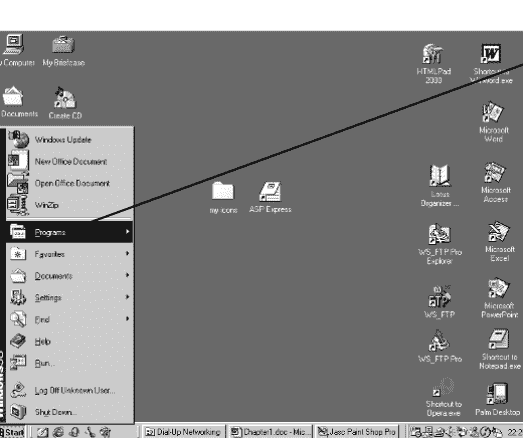 My Computer
My Briefcase
Documents
Create CD
Windows Update
New Office Document
Open Office Document
WinZip
Programs
Favorites
Documents
Settings
Find
Help
Run...
Log Off Unknown User...
Shut Down...
Start
my icons
ASP Express
HTMLPad
2000
Shortcut to
Winword.exe
Microsoft
Word
Lotus
Organizer ...
Microsoft
Access
WS_FTP Pro
Explorer
Microsoft
Excel
WS_FTP
Microsoft
PowerPoint
WS_FTP Pro
Shortcut to
Notepad.exe
Shortcut to
Opera.exe
Palm Desktop
Dial-Up Networking
Chapter1.doc - Mic...
Jasc Paint Shop Pro